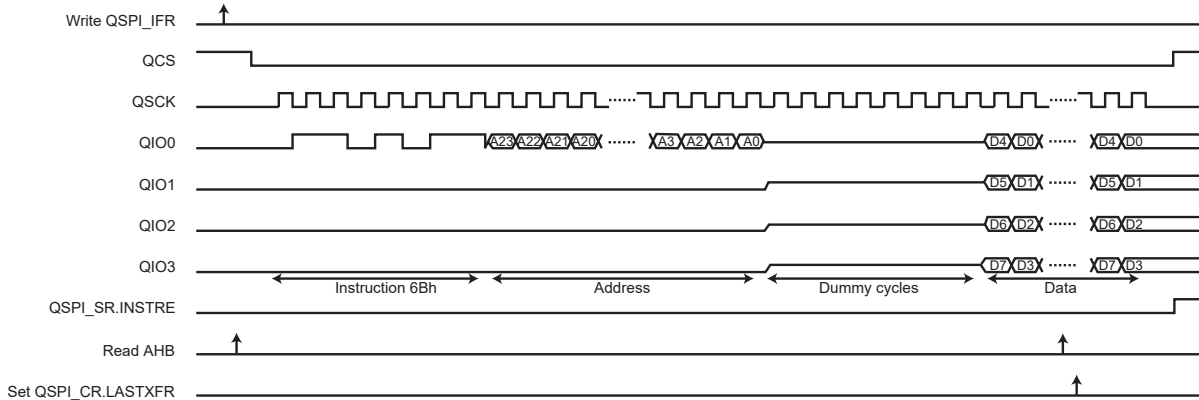 Write QSPI_IFR
QCS
QSCK
QIO0 A23 A22 A21 A20 A3 A2 A1 A0 D4 D0 D4 D0
QIO1 D5 D1 D5 D1
QIO2 D6 D2 D6 D2
QIO3 D7 D3 D7 D3
Instruction 6Bh Address Dummy cycles Data
QSPI_SR.INSTRE
Read AHB
Set QSPI_CR.LASTXFR